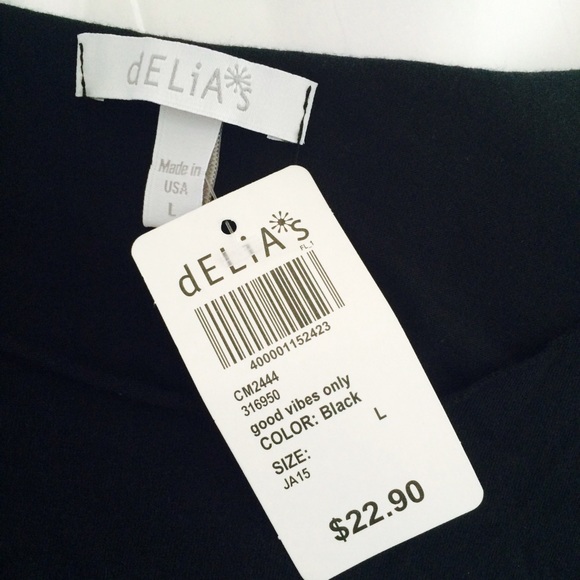 dELiA*s
Made in
USA
L
dELiA*s
FL_1
400001152423
CM2444
316950
good vibes only
COLOR: Black
L
SIZE:
JA15
$22.90